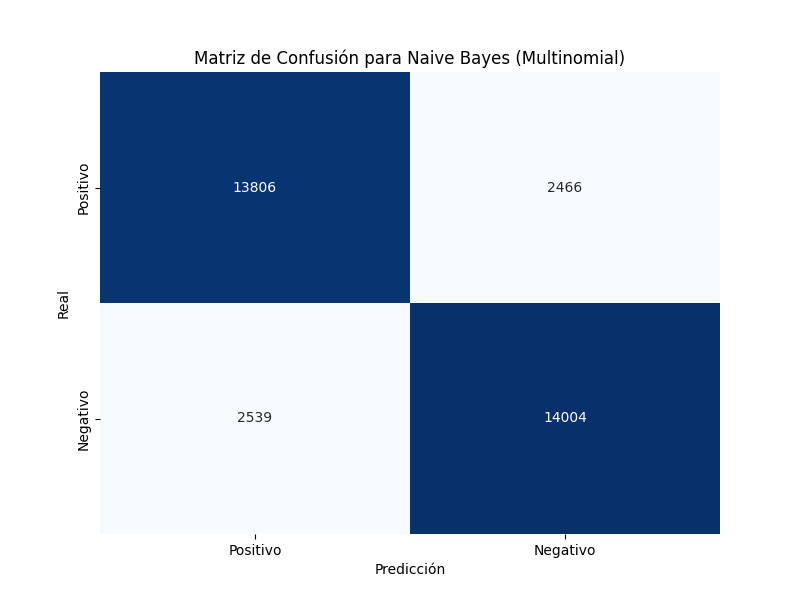 Matriz de Confusión para Naive Bayes (Multinomial)
Real
Positivo
13806
2466
Negativo
2539
14004
Positivo
Negativo
Predicción